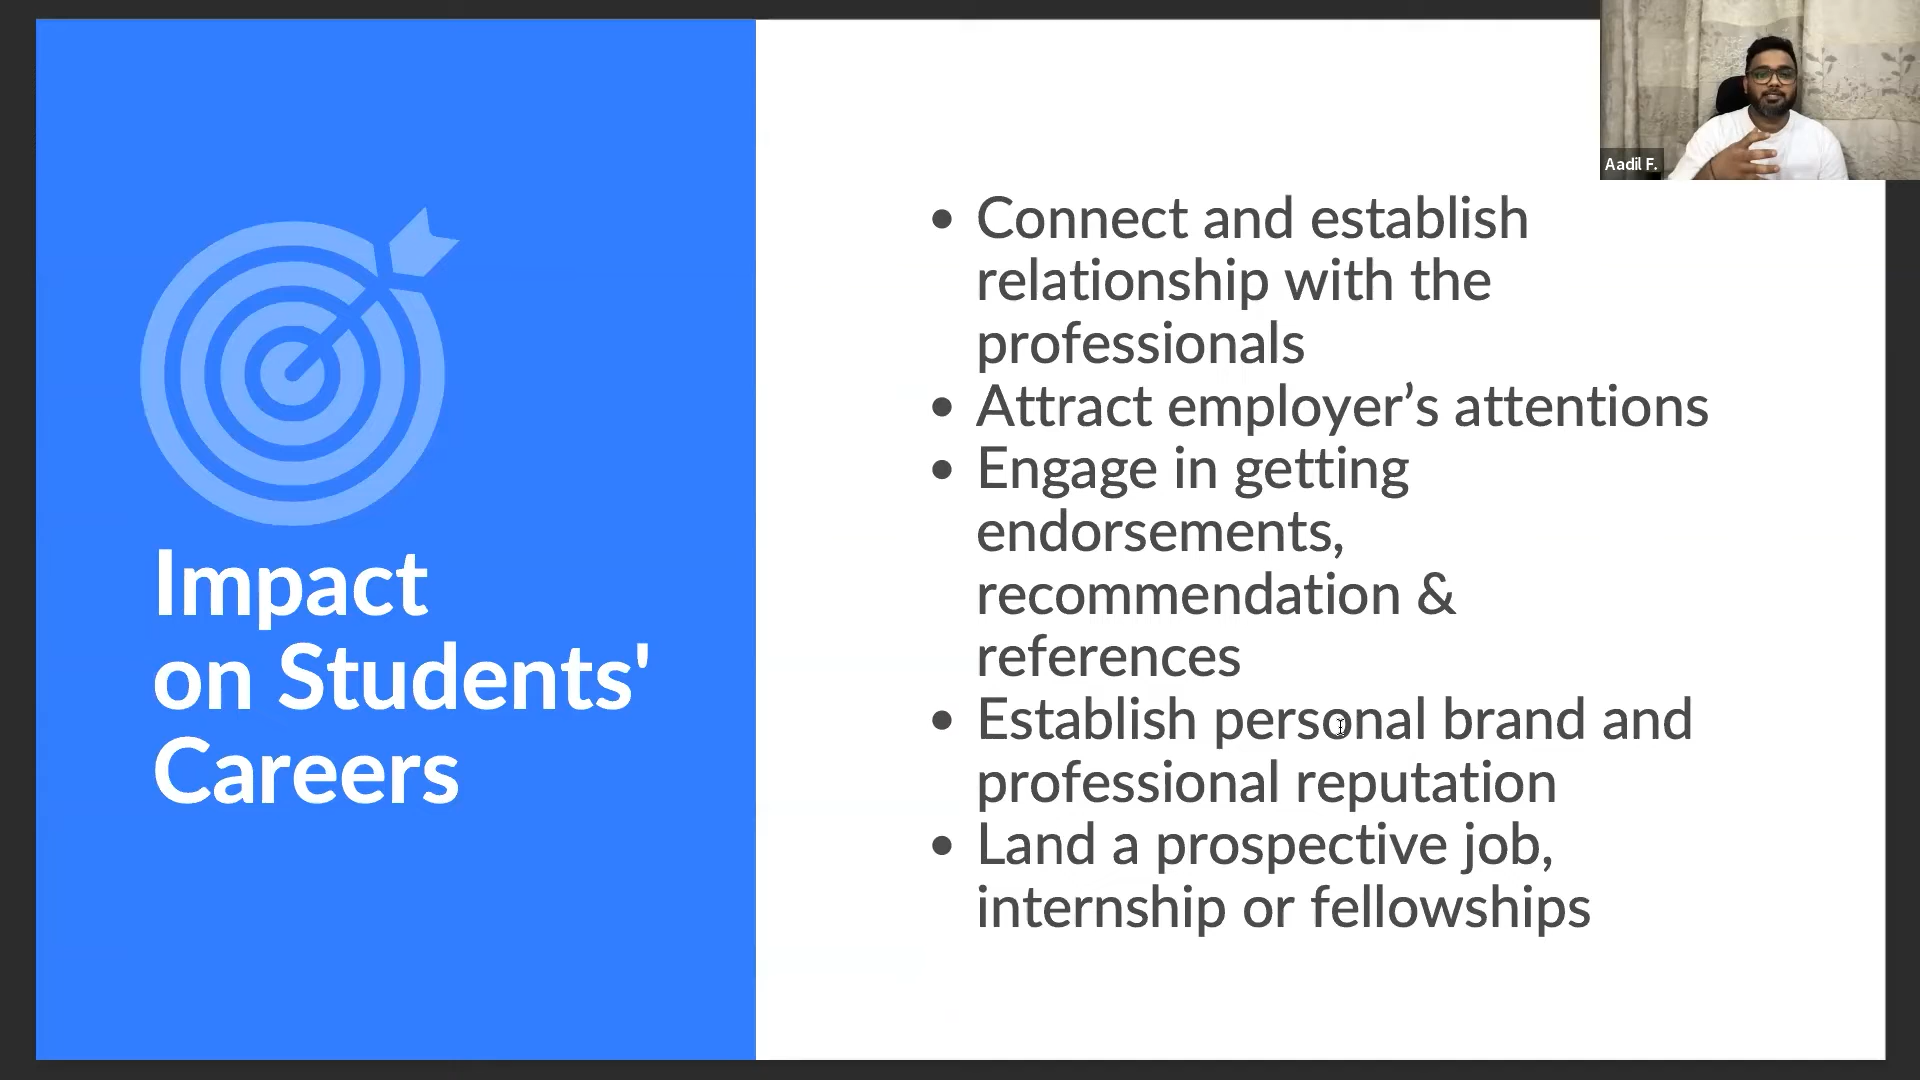 Impact
on Students'
Careers
• Connect and establish
relationship with the
professionals
• Attract employer’s attentions
• Engage in getting
endorsements,
recommendation &
references
• Establish personal brand and
professional reputation
• Land a prospective job,
internship or fellowships
Aadil F.